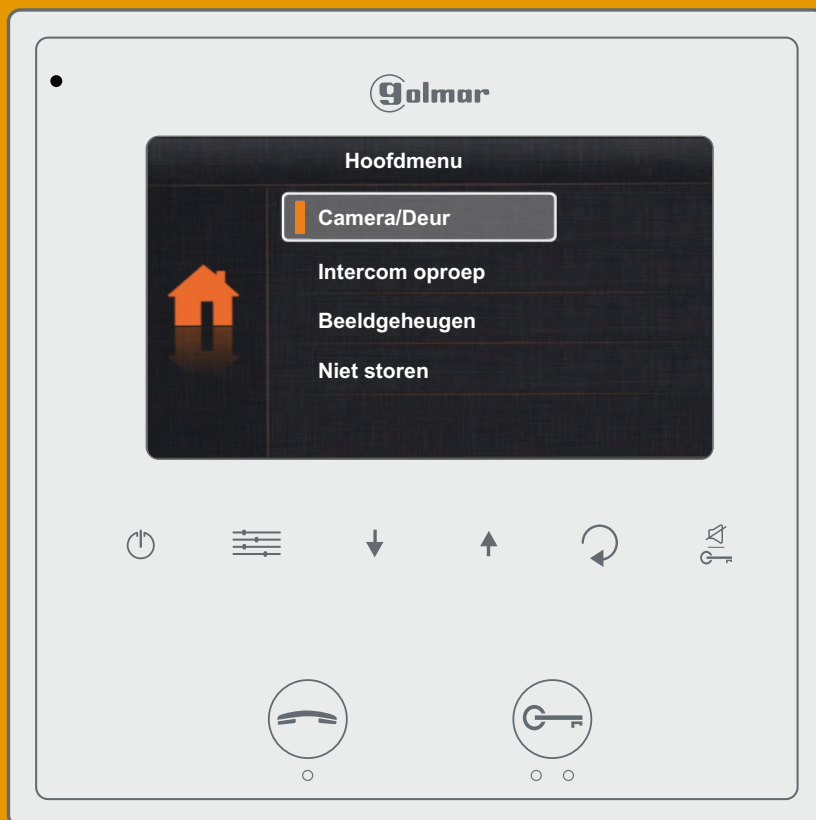 golmar
Hoofdmenu
Camera/Deur
Intercom oproep
Beeldgeheugen
Niet storen